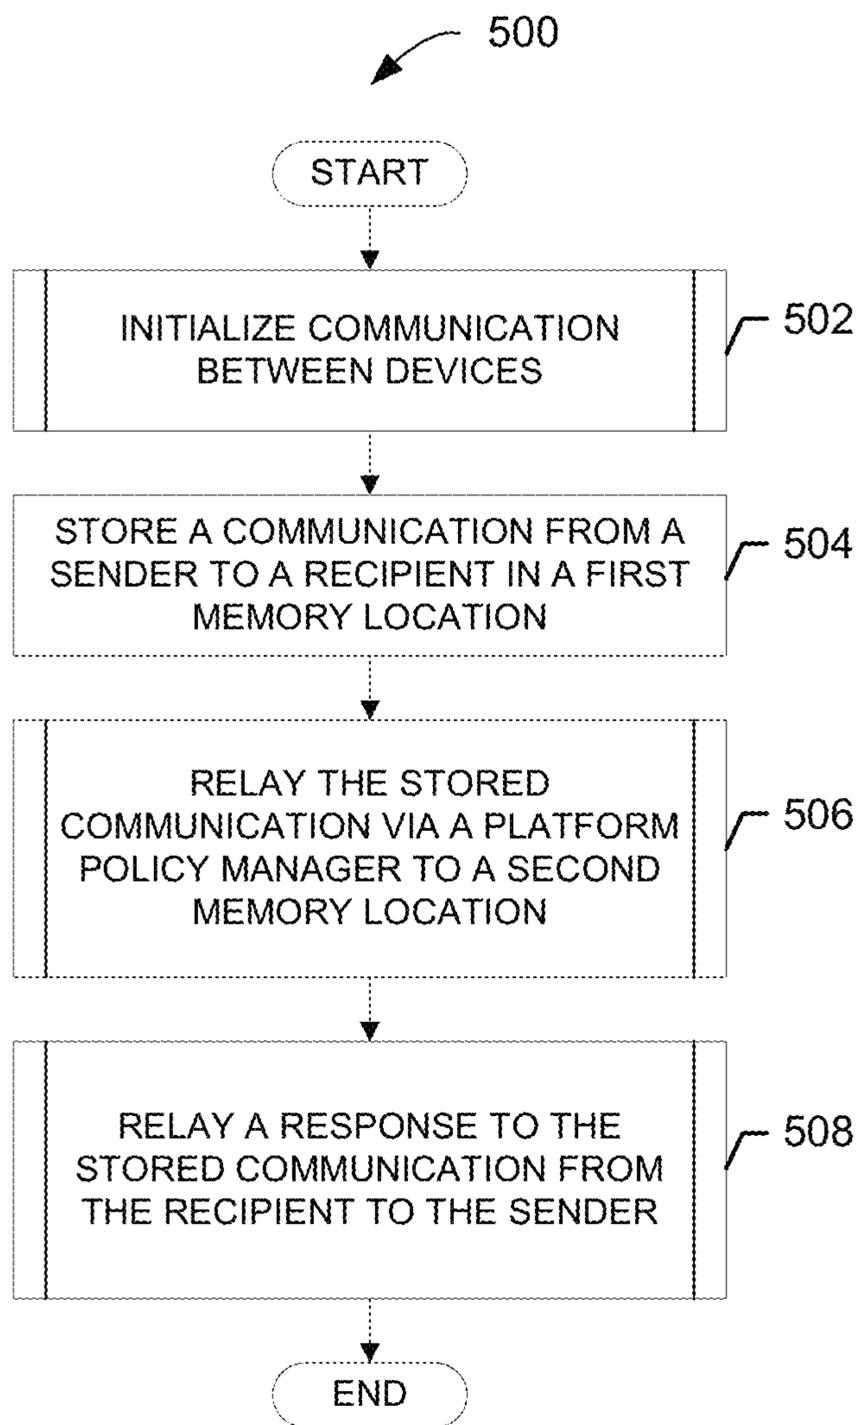 500
START
INITIALIZE COMMUNICATION
BETWEEN DEVICES
502
STORE A COMMUNICATION FROM A
SENDER TO A RECIPIENT IN A FIRST
MEMORY LOCATION
504
RELAY THE STORED
COMMUNICATION VIA A PLATFORM
POLICY MANAGER TO A SECOND
MEMORY LOCATION
506
RELAY A RESPONSE TO THE
STORED COMMUNICATION FROM
THE RECIPIENT TO THE SENDER
508
END